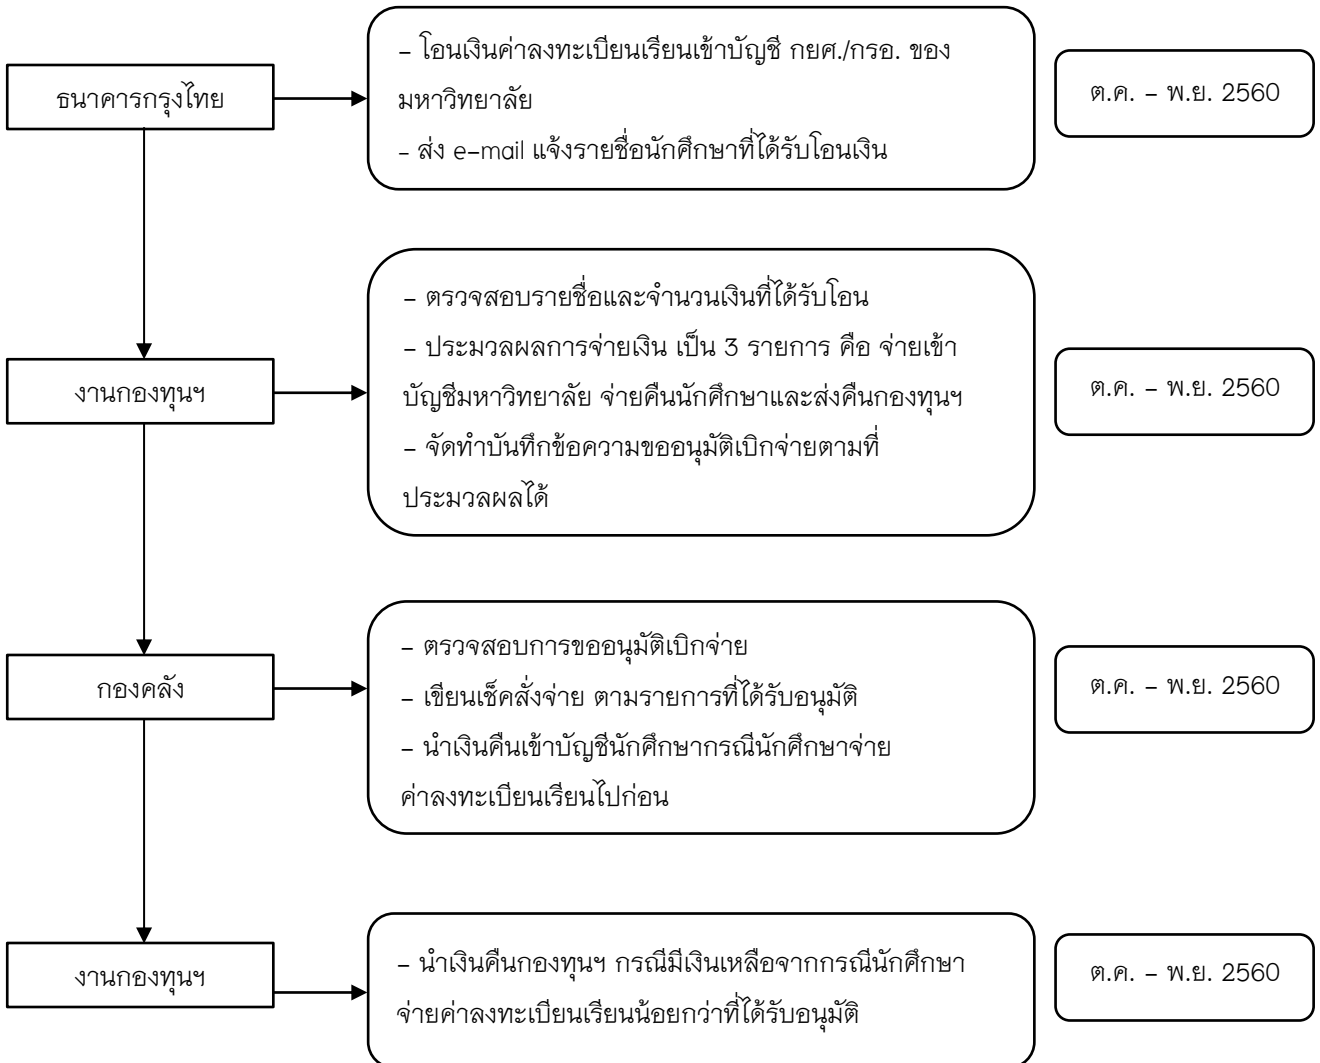 ธนาคารกรุงไทย
- โอนเงินค่าลงทะเบียนเรียนเข้าบัญชี กยศ./กรอ. ของ
มหาวิทยาลัย
- ส่ง e-mail แจ้งรายชื่อนักศึกษาที่ได้รับโอนเงิน
ต.ค. - พ.ย. 2560
งานกองทุนฯ
- ตรวจสอบรายชื่อและจำนวนเงินที่ได้รับโอน
- ประมวลผลการจ่ายเงิน เป็น 3 รายการ คือ จ่ายเข้า
บัญชีมหาวิทยาลัย จ่ายคืนนักศึกษาและส่งคืนกองทุนฯ
- จัดทำบันทึกข้อความขออนุมัติเบิกจ่ายตามที่
ประมวลผลได้
ต.ค. - พ.ย. 2560
กองคลัง
- ตรวจสอบการขออนุมัติเบิกจ่าย
- เขียนเช็คสั่งจ่าย ตามรายการที่ได้รับอนุมัติ
- นำเงินคืนเข้าบัญชีนักศึกษากรณีนักศึกษาจ่าย
ค่าลงทะเบียนเรียนไปก่อน
ต.ค. - พ.ย. 2560
งานกองทุนฯ
- นำเงินคืนกองทุนฯ กรณีมีเงินเหลือจากกรณีนักศึกษา
จ่ายค่าลงทะเบียนเรียนน้อยกว่าที่ได้รับอนุมัติ
ต.ค. - พ.ย. 2560